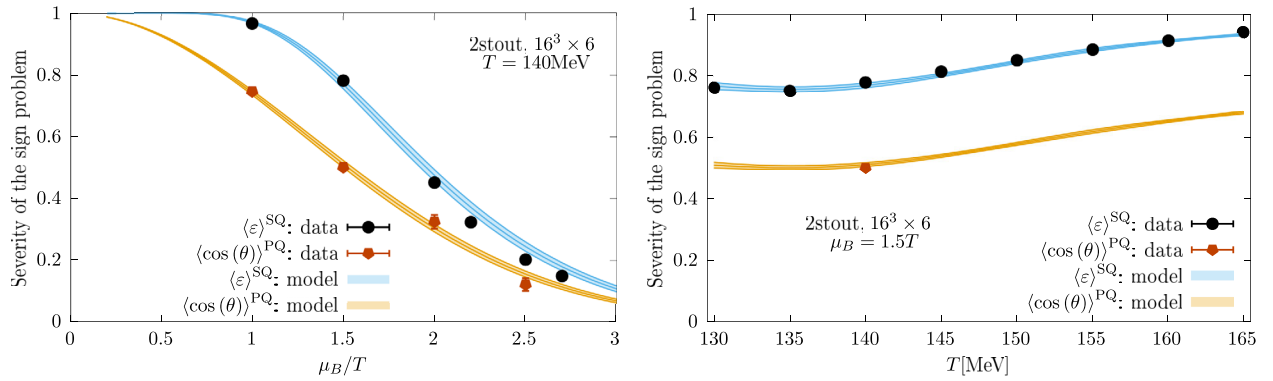 Severity of the sign problem
1
0.8
0.6
0.4
0.2
0
0 0.5 1 1.5 2 2.5 3
μ_B/T
2stout, 16³ × 6
T = 140MeV
⟨ε⟩^SQ: data
⟨cos (θ)⟩^PQ: data
⟨ε⟩^SQ: model
⟨cos (θ)⟩^PQ: model
Severity of the sign problem
1
0.8
0.6
0.4
0.2
0
130 135 140 145 150 155 160 165
T[MeV]
2stout, 16³ × 6
μ_B = 1.5T
⟨ε⟩^SQ: data
⟨cos (θ)⟩^PQ: data
⟨ε⟩^SQ: model
⟨cos (θ)⟩^PQ: model